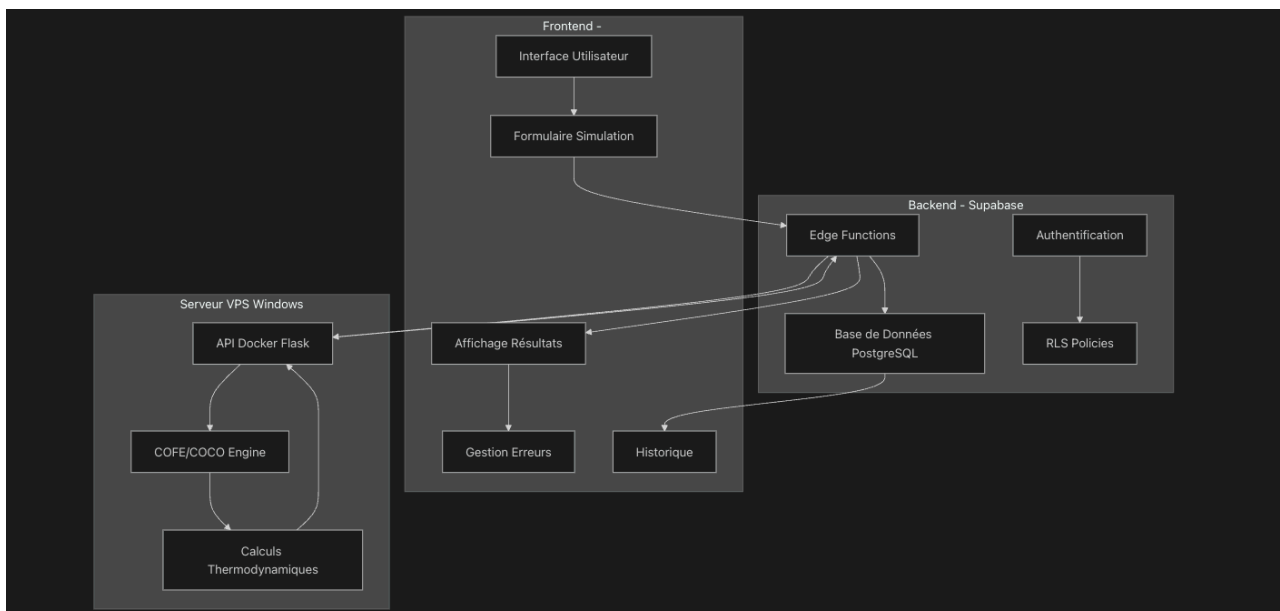 Frontend -
Interface Utilisateur
Formulaire Simulation
Backend - Supabase
Edge Functions
Authentification
Serveur VPS Windows
API Docker Flask
Affichage Résultats
Base de Données
PostgreSQL
RLS Policies
COFE/COCO Engine
Gestion Erreurs
Historique
Calculs
Thermodynamiques